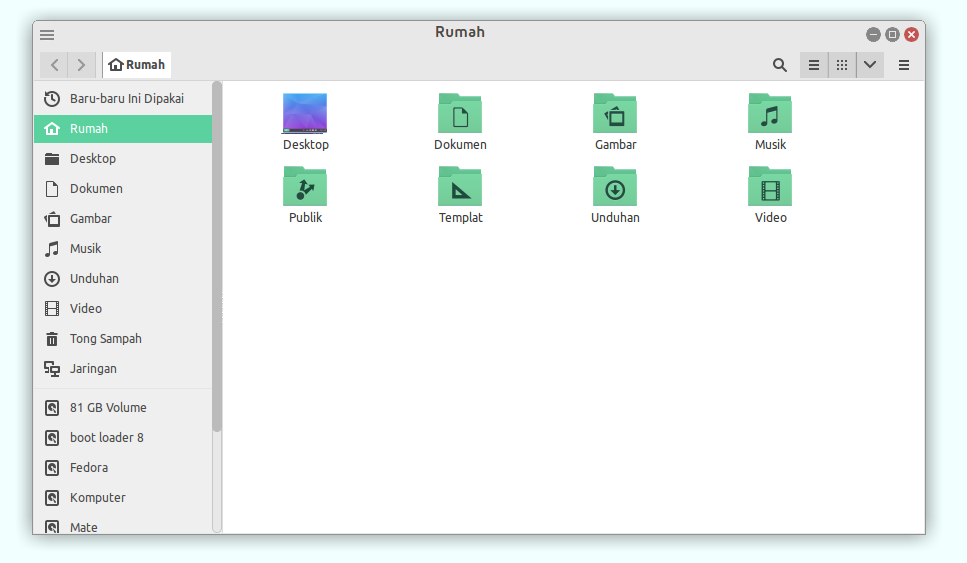 Rumah
Rumah
Baru-baru Ini Dipakai
Rumah
Desktop
Dokumen
Gambar
Musik
Unduhan
Video
Tong Sampah
Jaringan
81 GB Volume
boot loader 8
Fedora
Komputer
Mate
Desktop
Dokumen
Gambar
Musik
Publik
Templat
Unduhan
Video